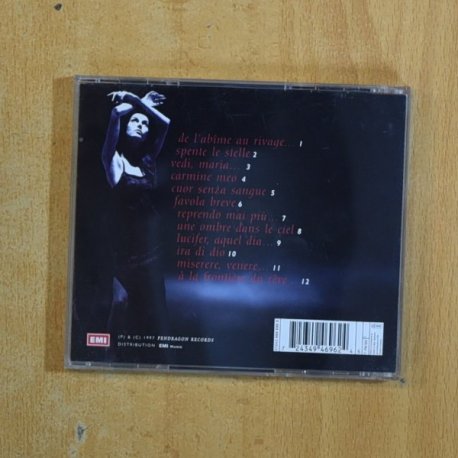 de l'abîme au rivage... 1
spente le stelle 2
vedi, maria... 3
carmine meo 4
cuor senza sangue 5
favola breve 6
reprendo mai più... 7
une ombre dans le ciel 8
lucifer, aquel dia... 9
ira di dio 10
miserere, venere... 11
à la frontière du rêve... 12
EMI
(P) & (C) 1997 PENDRAGON RECORDS
DISTRIBUTION EMI
7 24349 46962